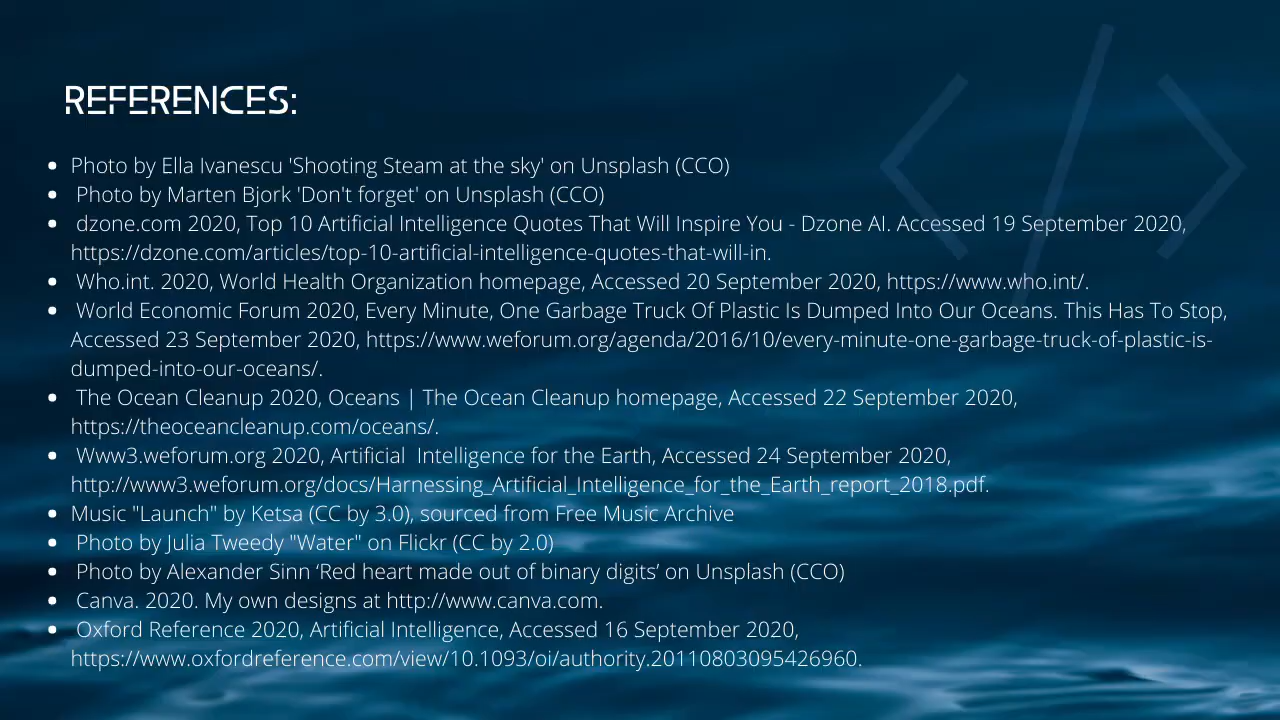 REFERENCES:
• Photo by Ella Ivanescu 'Shooting Steam at the sky' on Unsplash (CCO)
• Photo by Marten Bjork 'Don't forget' on Unsplash (CCO)
• dzone.com 2020, Top 10 Artificial Intelligence Quotes That Will Inspire You - Dzone AI. Accessed 19 September 2020,
https://dzone.com/articles/top-10-artificial-intelligence-quotes-that-will-in.
• Who.int. 2020, World Health Organization homepage, Accessed 20 September 2020, https://www.who.int/.
• World Economic Forum 2020, Every Minute, One Garbage Truck Of Plastic Is Dumped Into Our Oceans. This Has To Stop,
Accessed 23 September 2020, https://www.weforum.org/agenda/2016/10/every-minute-one-garbage-truck-of-plastic-is-
dumped-into-our-oceans/.
• The Ocean Cleanup 2020, Oceans | The Ocean Cleanup homepage, Accessed 22 September 2020,
https://theoceancleanup.com/oceans/.
• Www3.weforum.org 2020, Artificial  Intelligence for the Earth, Accessed 24 September 2020,
http://www3.weforum.org/docs/Harnessing_Artificial_Intelligence_for_the_Earth_report_2018.pdf.
• Music "Launch" by Ketsa (CC by 3.0), sourced from Free Music Archive
• Photo by Julia Tweedy "Water" on Flickr (CC by 2.0)
• Photo by Alexander Sinn ‘Red heart made out of binary digits’ on Unsplash (CCO)
• Canva. 2020. My own designs at http://www.canva.com.
• Oxford Reference 2020, Artificial Intelligence, Accessed 16 September 2020,
https://www.oxfordreference.com/view/10.1093/oi/authority.20110803095426960.